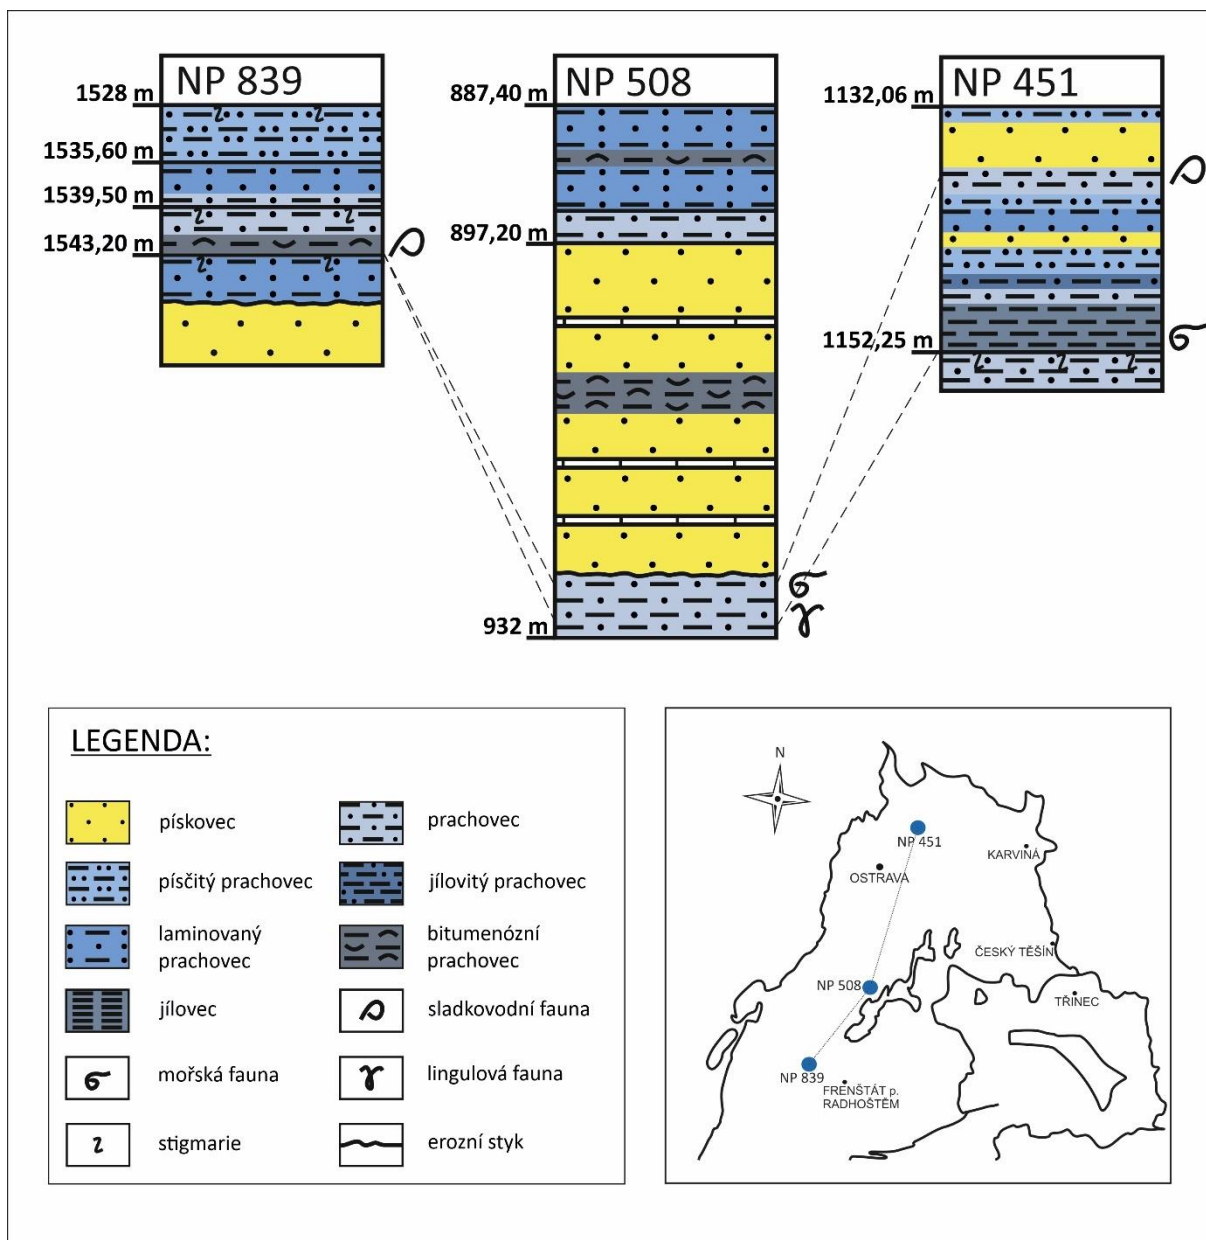 NP 839
1528 m
1535,60 m
1539,50 m
1543,20 m
NP 508
887,40 m
897,20 m
932 m
NP 451
1132,06 m
1152,25 m
LEGENDA:
pískovec
prachovec
písčitý prachovec
jílovitý prachovec
laminovaný
prachovec
bitumenózní
prachovec
jílovec
sladkovodní fauna
mořská fauna
lingulová fauna
stigmarie
erozní styk
N
NP 451
KARVINÁ
OSTRAVA
ČESKÝ TĚŠÍN
NP 508
TŘINEC
NP 839
FRENŠTÁT p.
RADHOŠTĚM